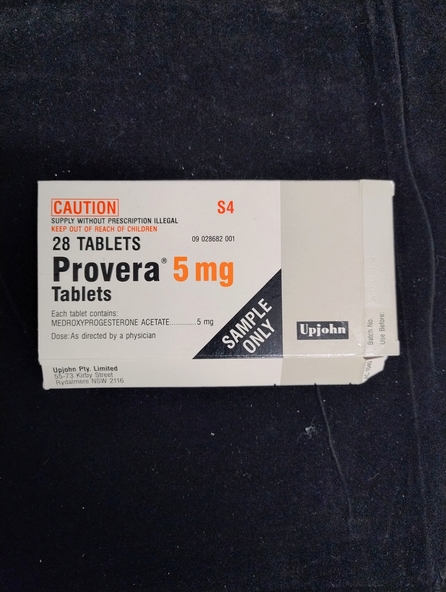 CAUTION
S4
SUPPLY WITHOUT PRESCRIPTION ILLEGAL
KEEP OUT OF REACH OF CHILDREN
28 TABLETS
09 028682 001
Provera® 5 mg
Tablets
Each tablet contains:
MEDROXYPROGESTERONE ACETATE............5 mg
Dose: As directed by a physician
SAMPLE
ONLY
Upjohn
Batch No.
Use Before:
Upjohn Pty. Limited
55-73 Kirby Street
Rydalmere NSW 2116